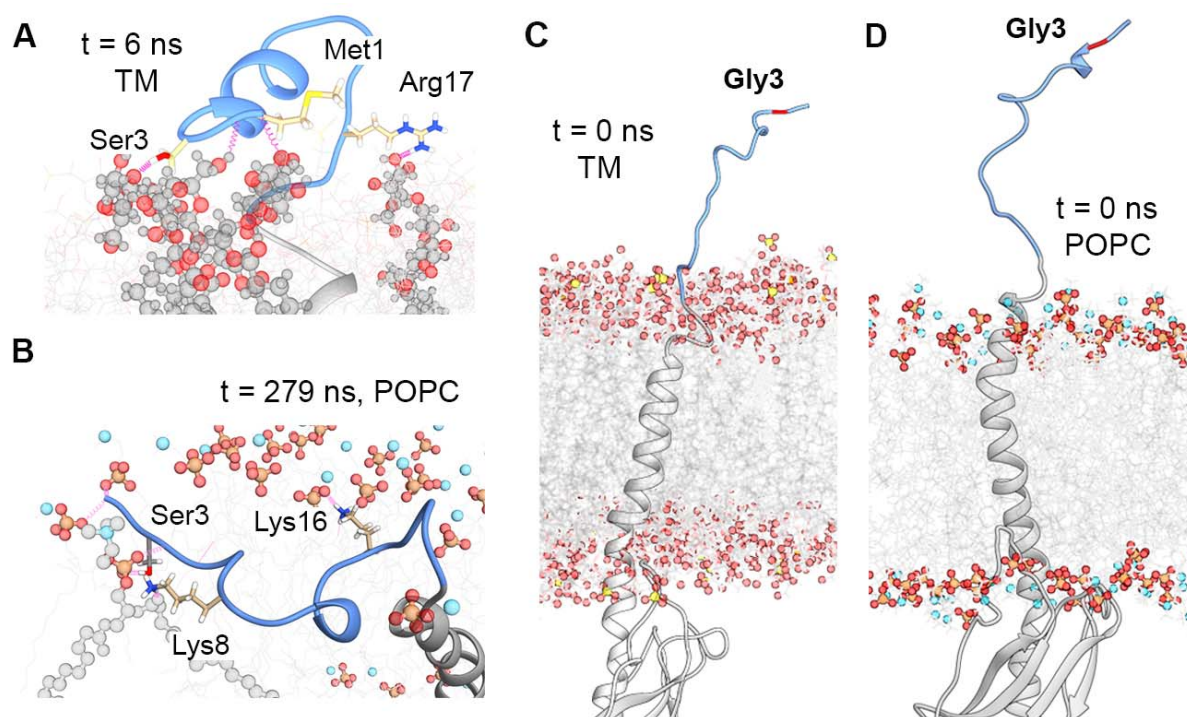 A
t = 6 ns
TM
Met1
Arg17
Ser3
B
t = 279 ns, POPC
Ser3
Lys16
Lys8
C
Gly3
t = 0 ns
TM
D
Gly3
t = 0 ns
POPC